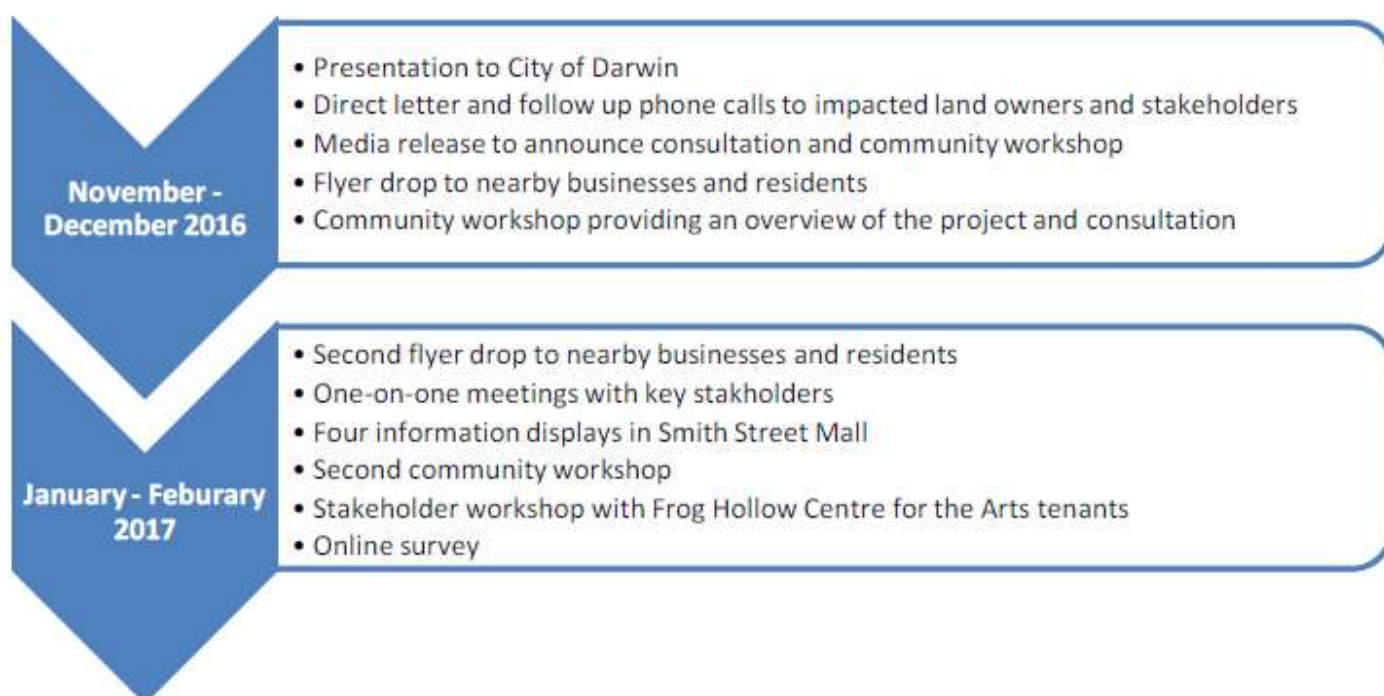 November -
December 2016
• Presentation to City of Darwin
• Direct letter and follow up phone calls to impacted land owners and stakeholders
• Media release to announce consultation and community workshop
• Flyer drop to nearby businesses and residents
• Community workshop providing an overview of the project and consultation
January - Feburary
2017
• Second flyer drop to nearby businesses and residents
• One-on-one meetings with key stakholders
• Four information displays in Smith Street Mall
• Second community workshop
• Stakeholder workshop with Frog Hollow Centre for the Arts tenants
• Online survey